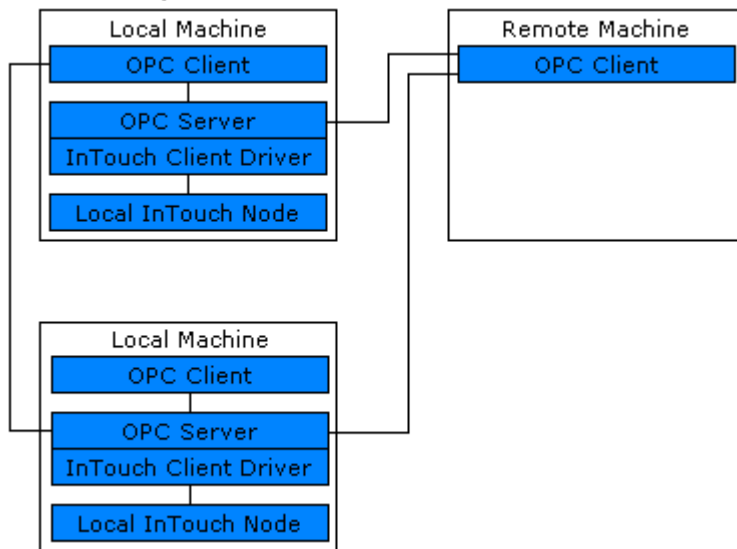 Local Machine
OPC Client
OPC Server
InTouch Client Driver
Local InTouch Node
Remote Machine
OPC Client
Local Machine
OPC Client
OPC Server
InTouch Client Driver
Local InTouch Node